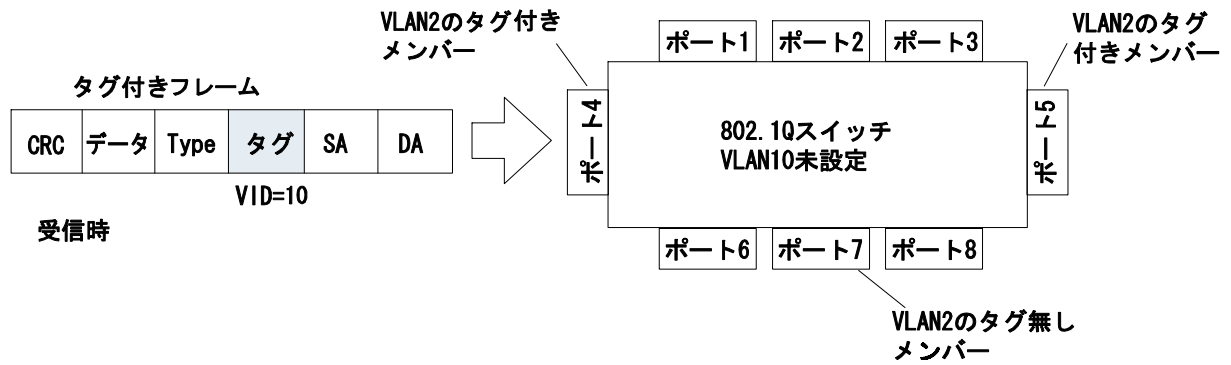 VLAN2のタグ付き
メンバー
ポート1
ポート2
ポート3
VLAN2のタグ
付きメンバー
タグ付きフレーム
CRC
データ
Type
タグ
SA
DA
ポート4
802.1Qスイッチ
VLAN10未設定
ポート5
VID=10
受信時
ポート6
ポート7
ポート8
VLAN2のタグ無し
メンバー